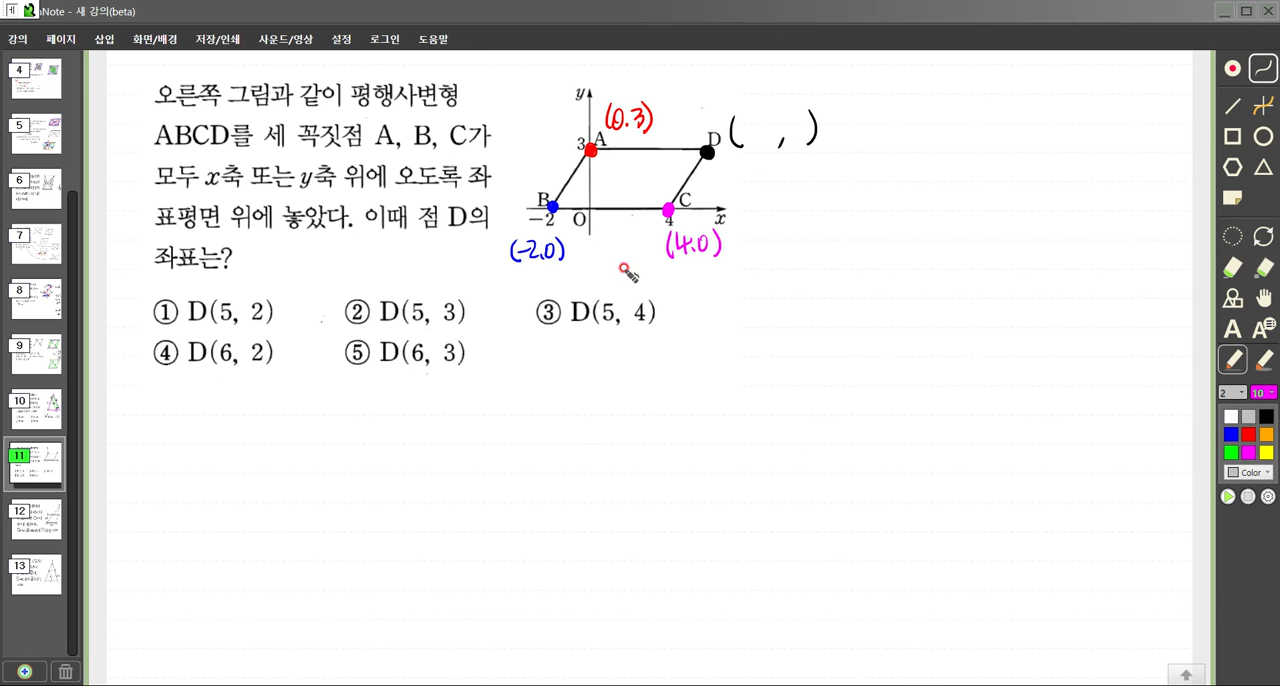 ıNote - 새 강의(beta)
강의 페이지 삽입 화면/배경 저장/인쇄 사운드/영상 설정 로그인 도움말
4
5
6
7
8
9
10
11
12
13
오른쪽 그림과 같이 평행사변형
ABCD를 세 꼭짓점 A, B, C가
모두 x축 또는 y축 위에 오도록 좌
표평면 위에 놓았다. 이때 점 D의
좌표는?
y
(0.3)
3 A
D ( , )
B
C
−2 O 4 x
(-2.0)
(4.0)
① D(5, 2) ② D(5, 3) ③ D(5, 4)
④ D(6, 2) ⑤ D(6, 3)
A A
2 10
Color